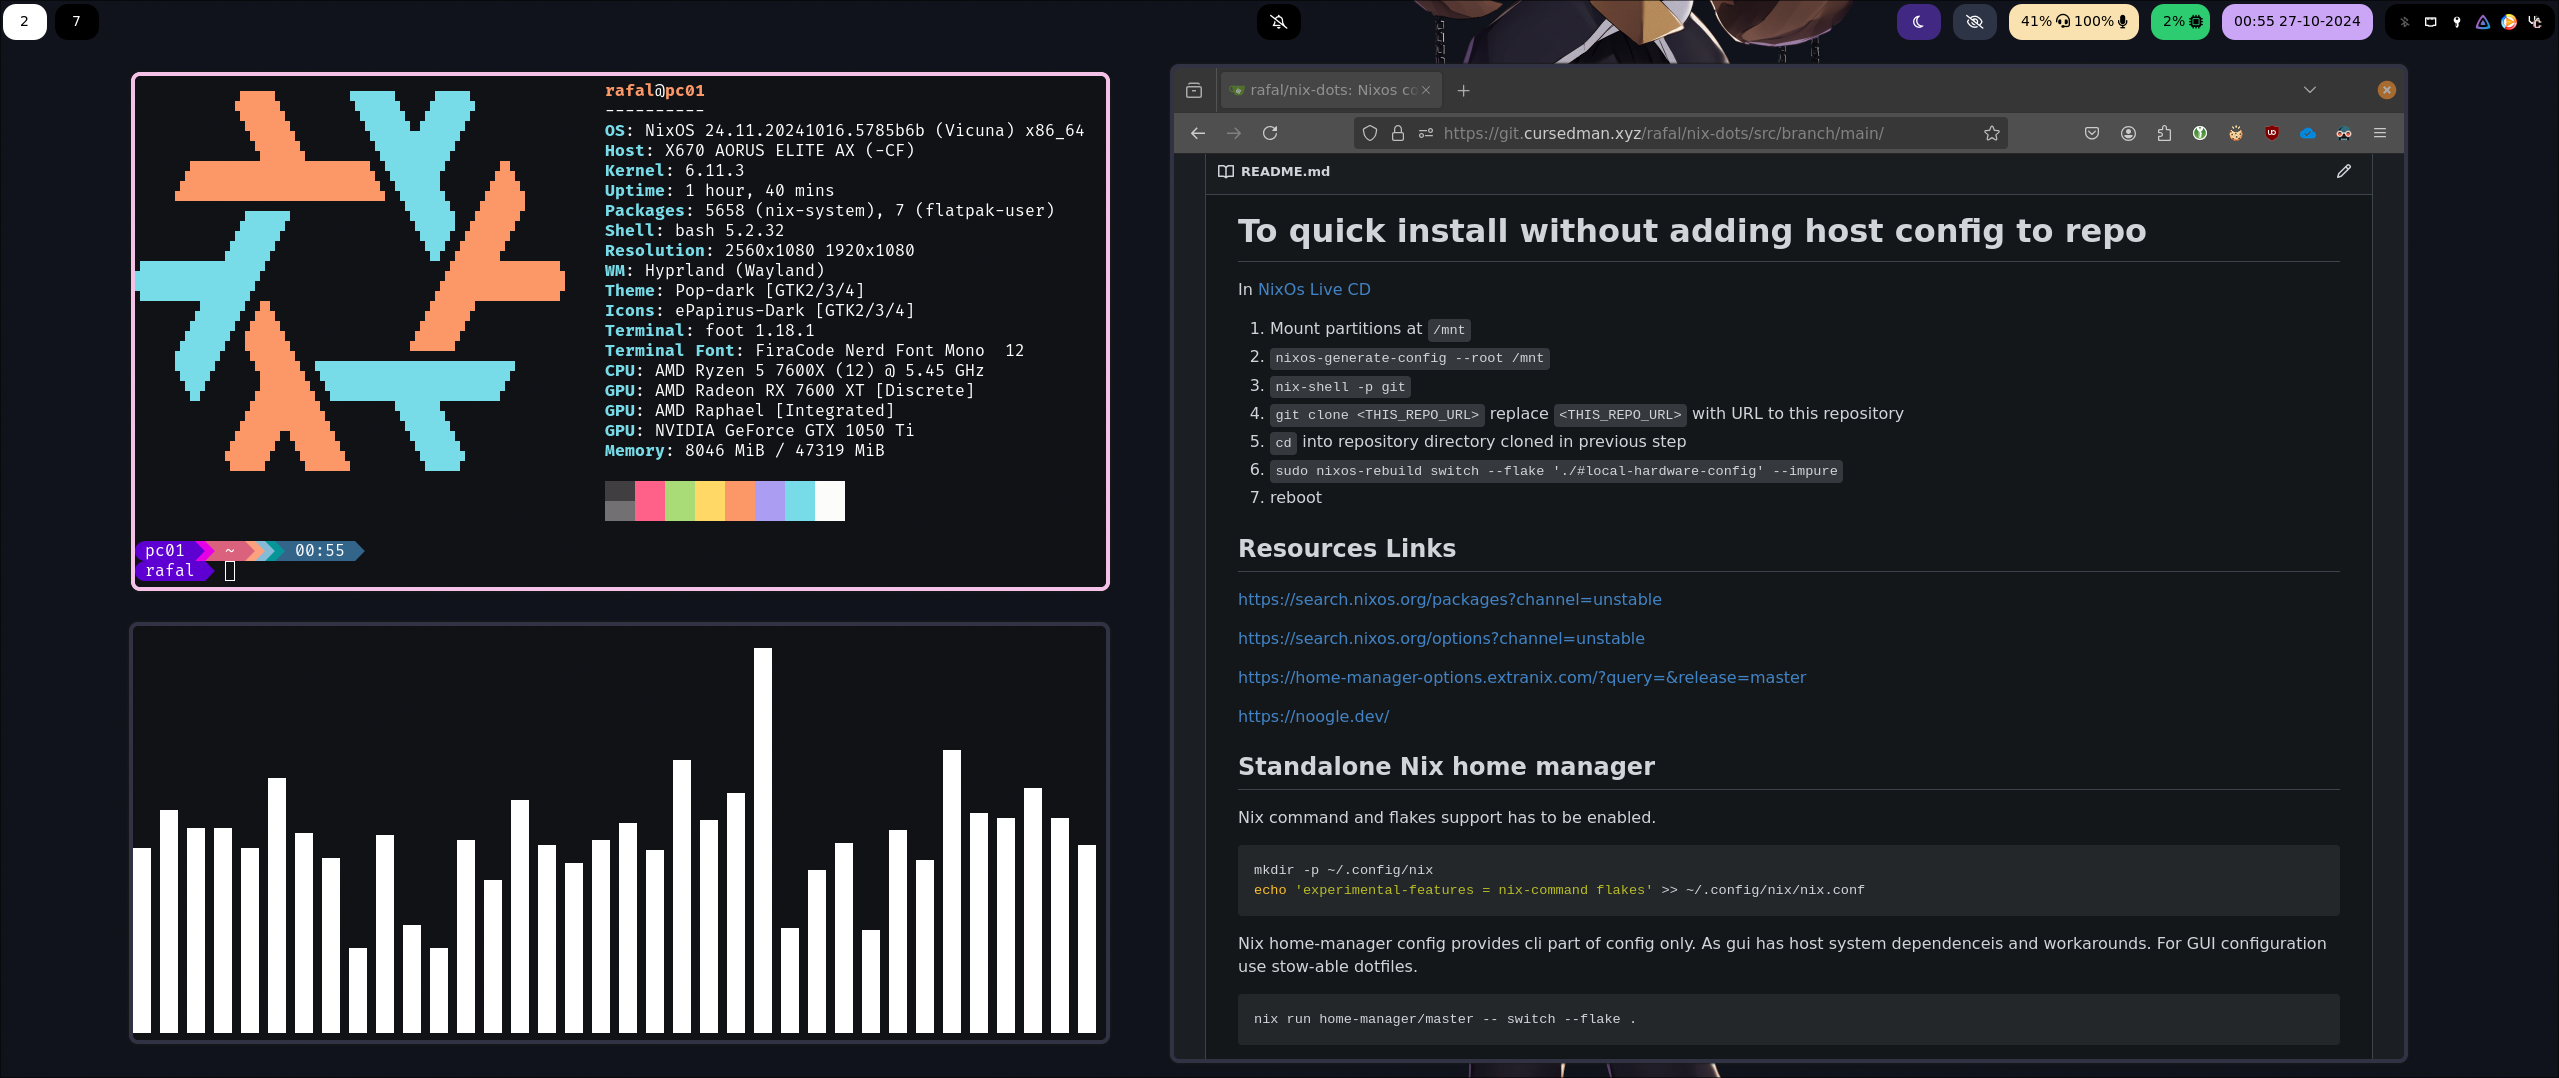 2 7
41% 100% 2% 00:55 27-10-2024
rafal@pc01
----------
OS: NixOS 24.11.20241016.5785b6b (Vicuna) x86_64
Host: X670 AORUS ELITE AX (-CF)
Kernel: 6.11.3
Uptime: 1 hour, 40 mins
Packages: 5658 (nix-system), 7 (flatpak-user)
Shell: bash 5.2.32
Resolution: 2560x1080 1920x1080
WM: Hyprland (Wayland)
Theme: Pop-dark [GTK2/3/4]
Icons: ePapirus-Dark [GTK2/3/4]
Terminal: foot 1.18.1
Terminal Font: FiraCode Nerd Font Mono  12
CPU: AMD Ryzen 5 7600X (12) @ 5.45 GHz
GPU: AMD Radeon RX 7600 XT [Discrete]
GPU: AMD Raphael [Integrated]
GPU: NVIDIA GeForce GTX 1050 Ti
Memory: 8046 MiB / 47319 MiB
pc01 ~ 00:55
rafal
rafal/nix-dots: Nixos co
https://git.cursedman.xyz/rafal/nix-dots/src/branch/main/
README.md
To quick install without adding host config to repo
In NixOs Live CD
1. Mount partitions at /mnt
2. nixos-generate-config --root /mnt
3. nix-shell -p git
4. git clone <THIS_REPO_URL> replace <THIS_REPO_URL> with URL to this repository
5. cd into repository directory cloned in previous step
6. sudo nixos-rebuild switch --flake './#local-hardware-config' --impure
7. reboot
Resources Links
https://search.nixos.org/packages?channel=unstable
https://search.nixos.org/options?channel=unstable
https://home-manager-options.extranix.com/?query=&release=master
https://noogle.dev/
Standalone Nix home manager
Nix command and flakes support has to be enabled.
mkdir -p ~/.config/nix
echo 'experimental-features = nix-command flakes' >> ~/.config/nix/nix.conf
Nix home-manager config provides cli part of config only. As gui has host system dependenceis and workarounds. For GUI configuration
use stow-able dotfiles.
nix run home-manager/master -- switch --flake .